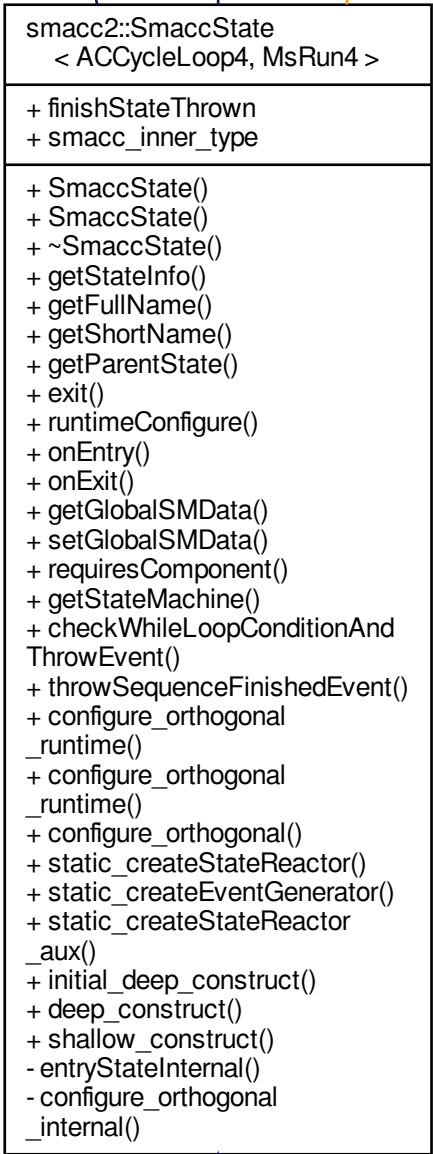 smacc2::SmaccState
< ACCycleLoop4, MsRun4 >
+ finishStateThrown
+ smacc_inner_type
+ SmaccState()
+ SmaccState()
+ ~SmaccState()
+ getStateInfo()
+ getFullName()
+ getShortName()
+ getParentState()
+ exit()
+ runtimeConfigure()
+ onEntry()
+ onExit()
+ getGlobalSMData()
+ setGlobalSMData()
+ requiresComponent()
+ getStateMachine()
+ checkWhileLoopConditionAnd
ThrowEvent()
+ throwSequenceFinishedEvent()
+ configure_orthogonal
_runtime()
+ configure_orthogonal
_runtime()
+ configure_orthogonal()
+ static_createStateReactor()
+ static_createEventGenerator()
+ static_createStateReactor
_aux()
+ initial_deep_construct()
+ deep_construct()
+ shallow_construct()
- entryStateInternal()
- configure_orthogonal
_internal()